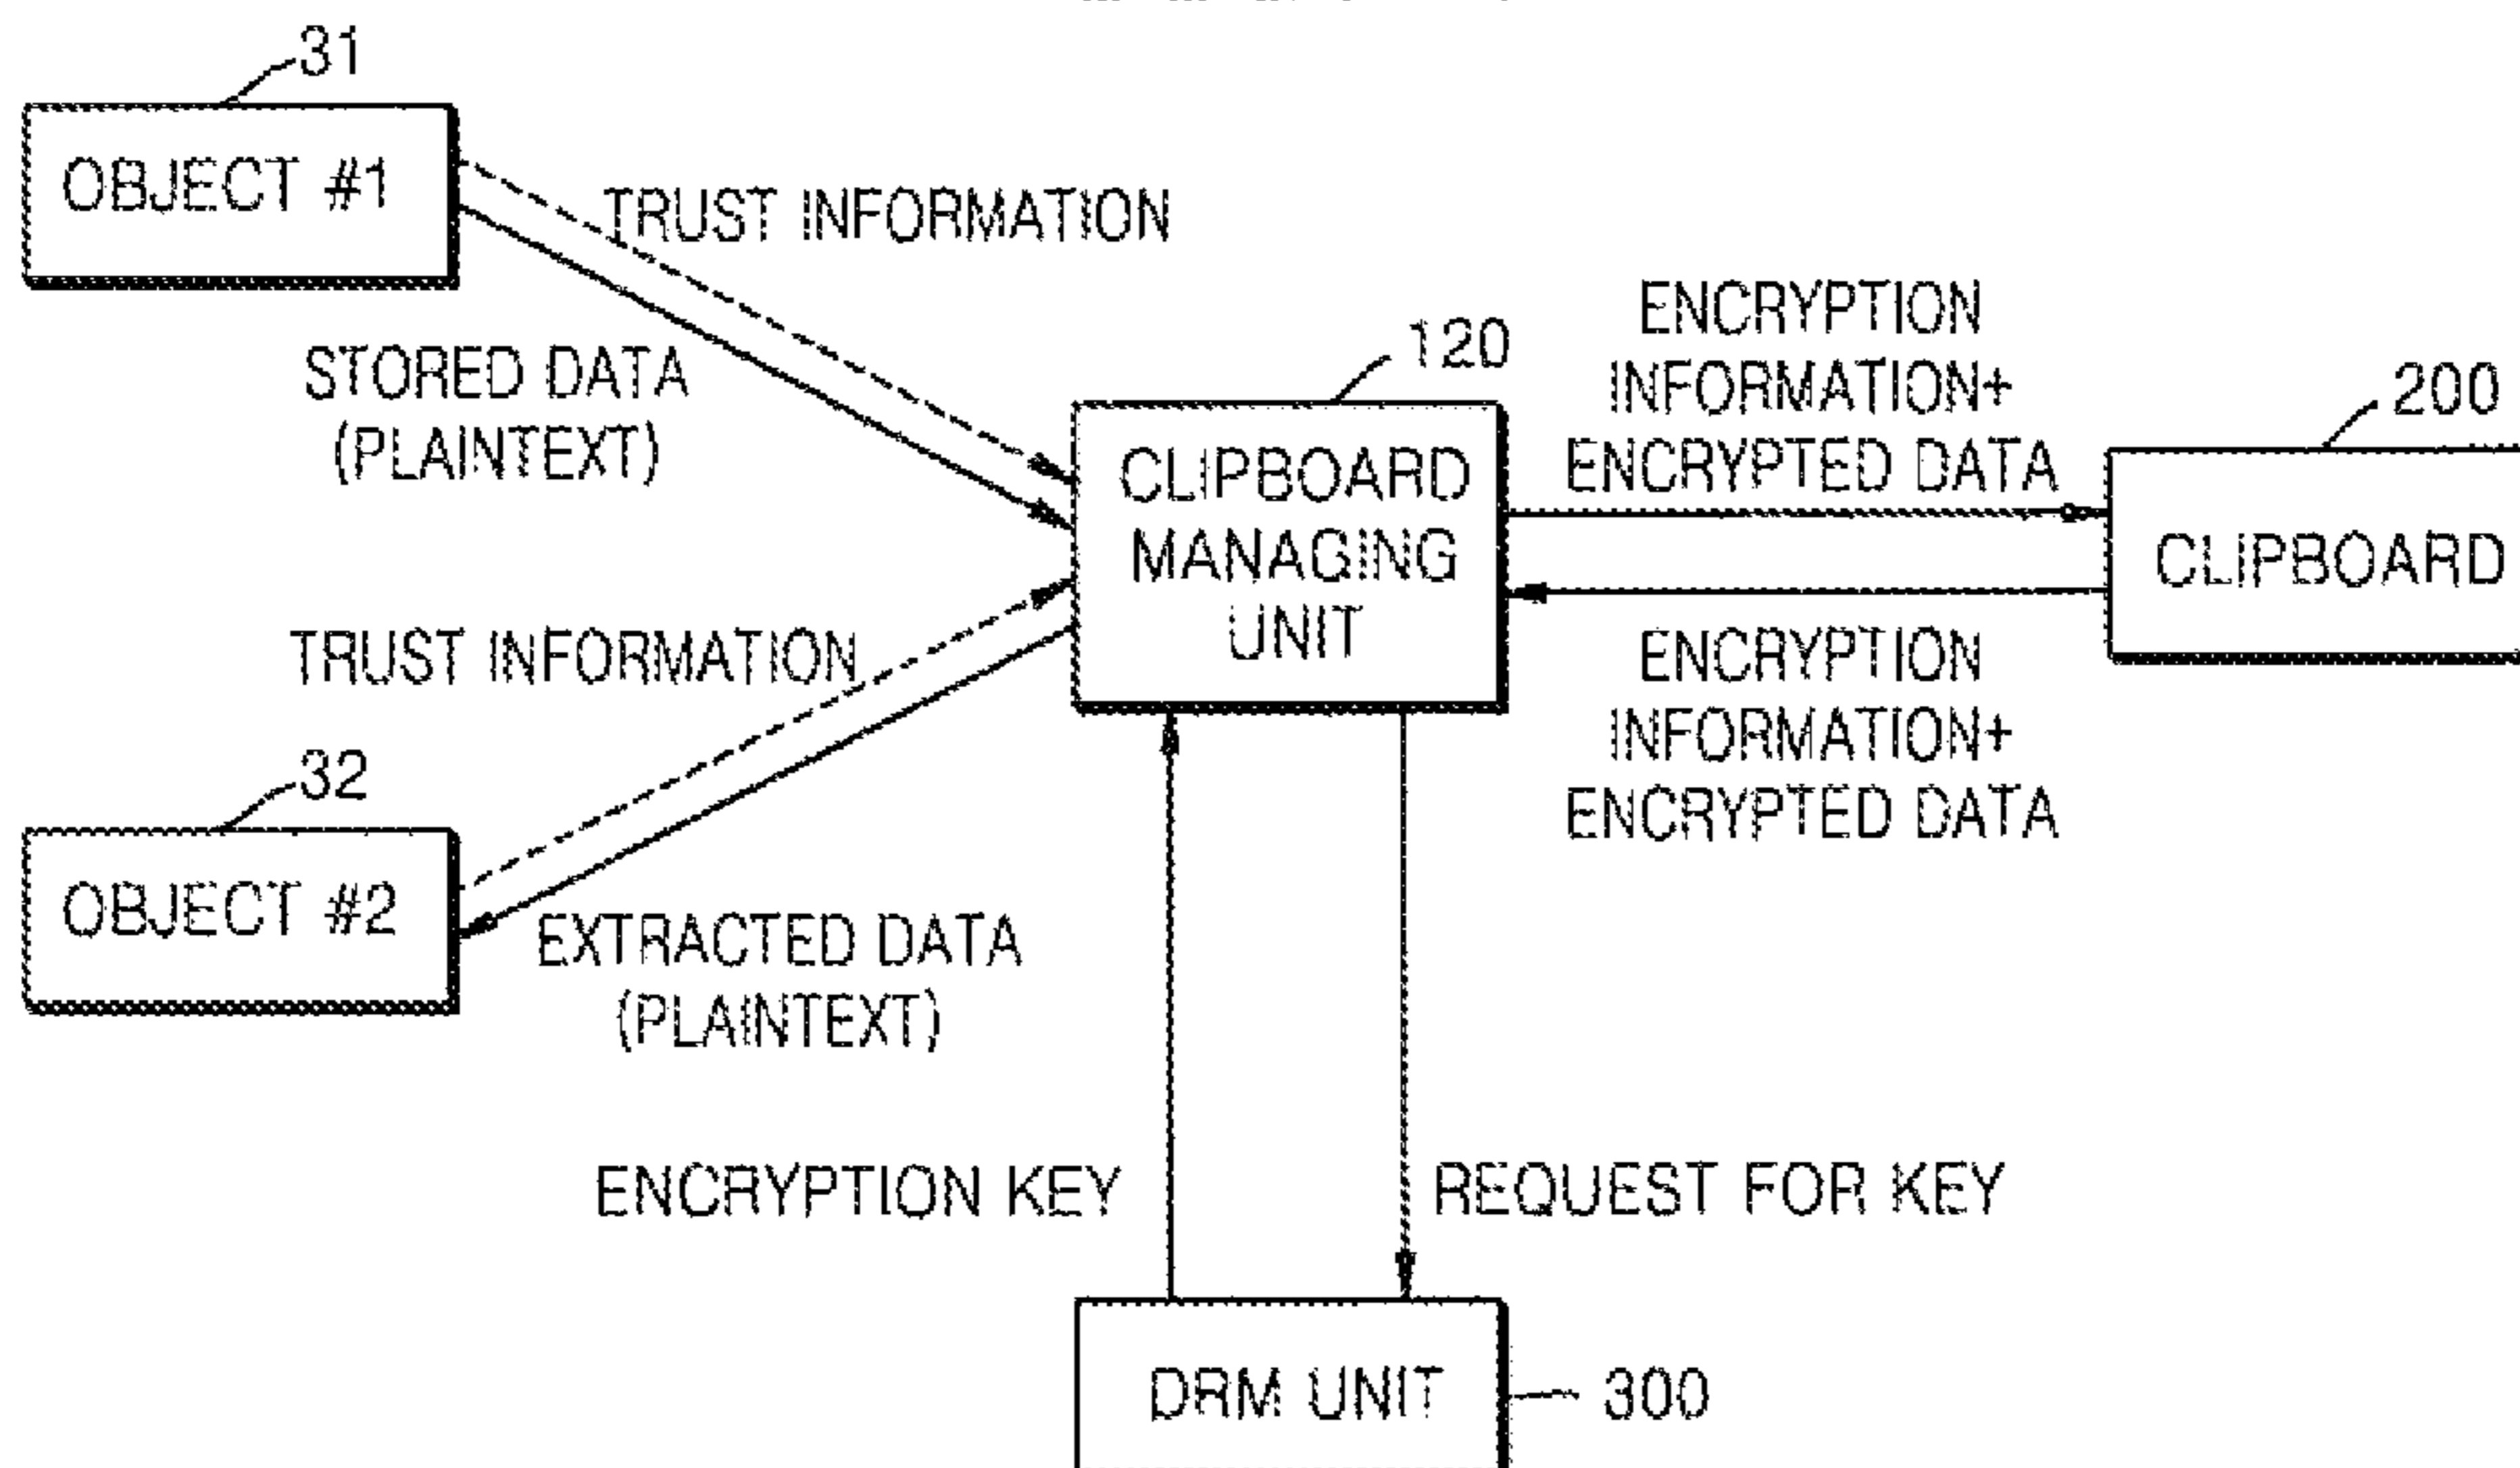 31
OBJECT #1
TRUST INFORMATION
STORED DATA
(PLAINTEXT)
120
CLIPBOARD
MANAGING
UNIT
ENCRYPTION
INFORMATION+
ENCRYPTED DATA
200
CLIPBOARD
ENCRYPTION
INFORMATION+
ENCRYPTED DATA
TRUST INFORMATION
32
OBJECT #2
EXTRACTED DATA
(PLAINTEXT)
ENCRYPTION KEY
REQUEST FOR KEY
DRM UNIT
300